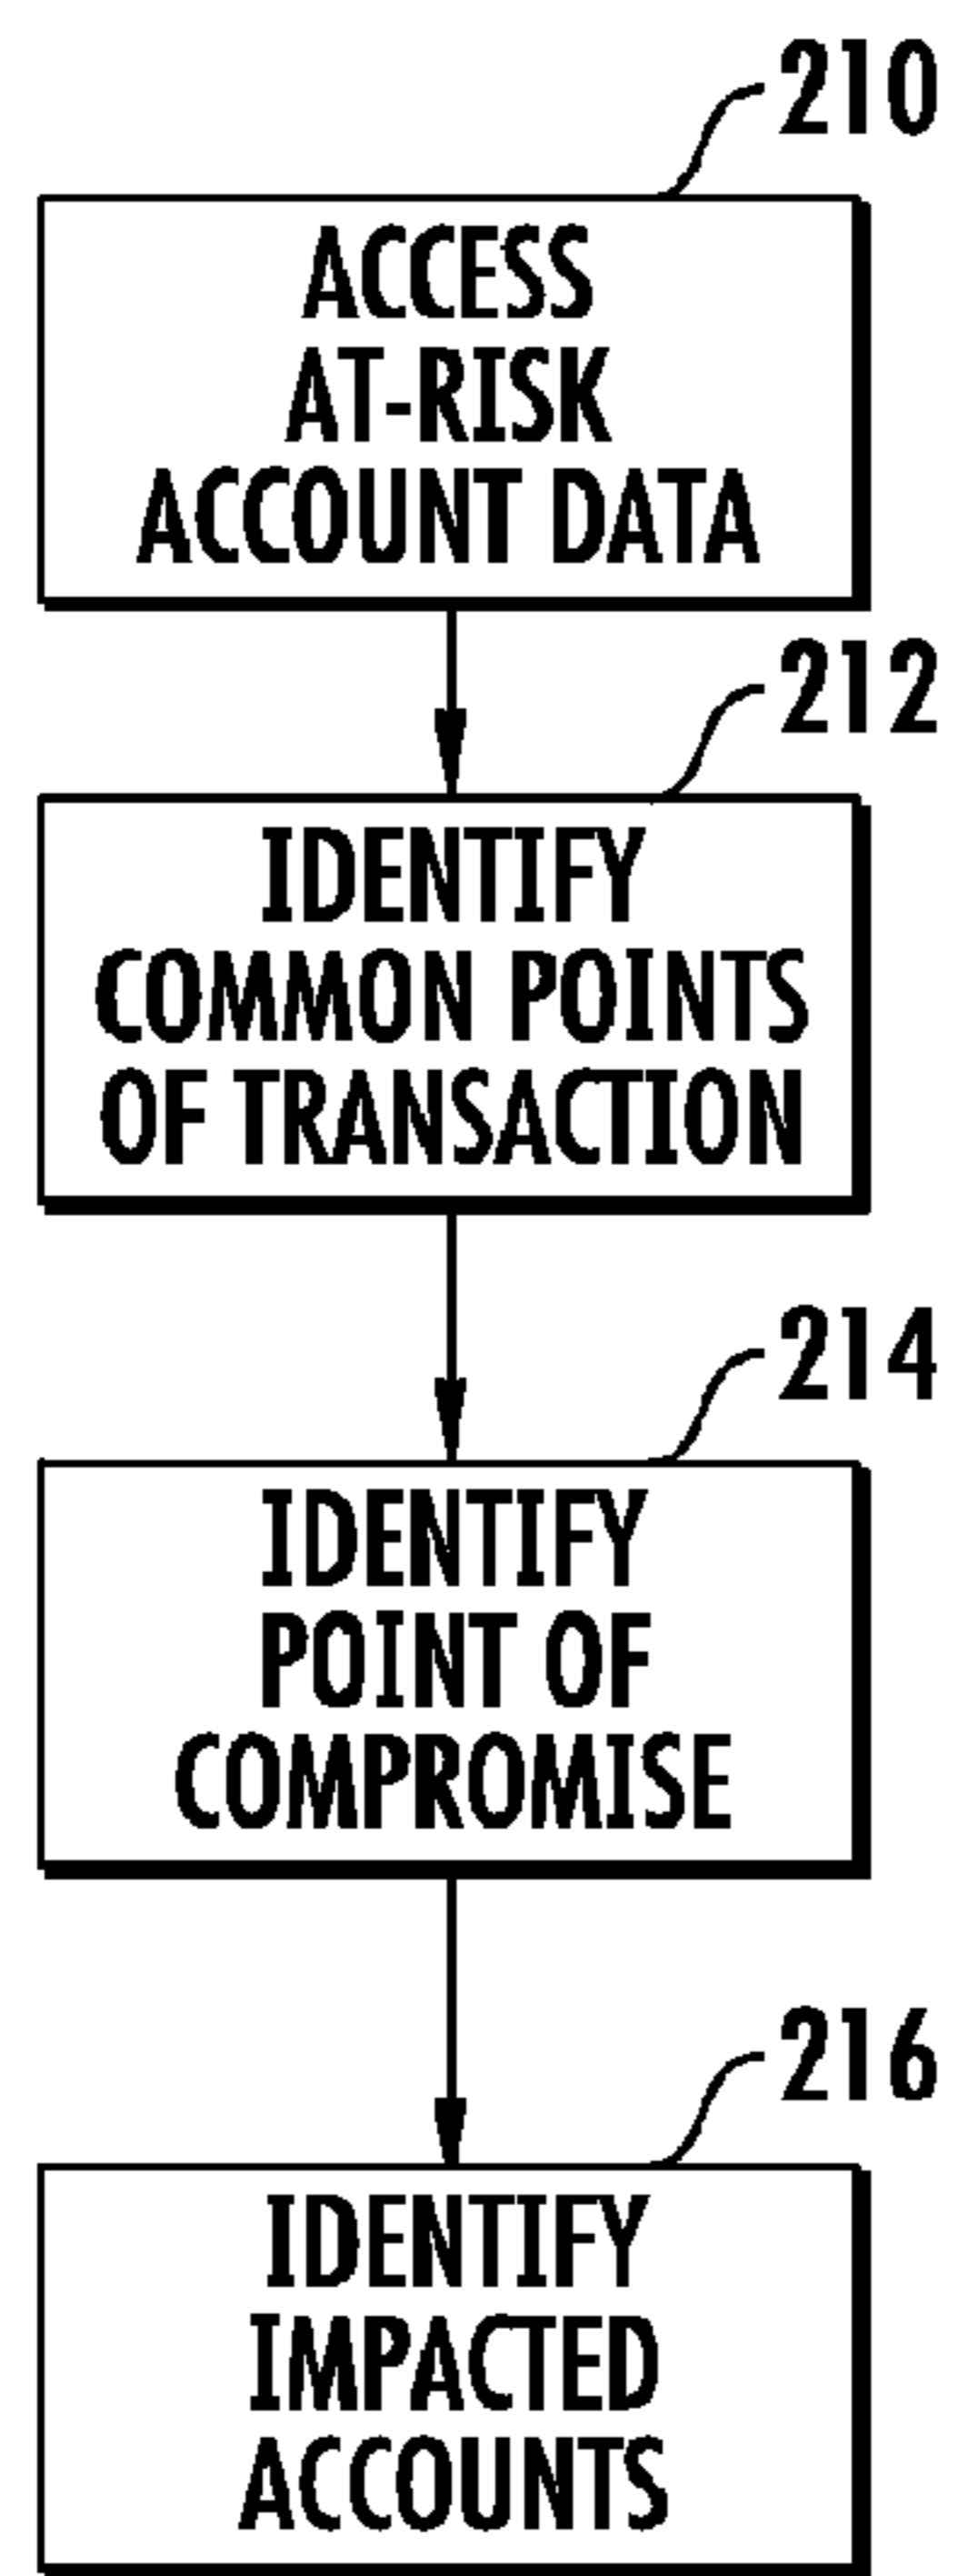 210
ACCESS
AT-RISK
ACCOUNT DATA
212
IDENTIFY
COMMON POINTS
OF TRANSACTION
214
IDENTIFY
POINT OF
COMPROMISE
216
IDENTIFY
IMPACTED
ACCOUNTS